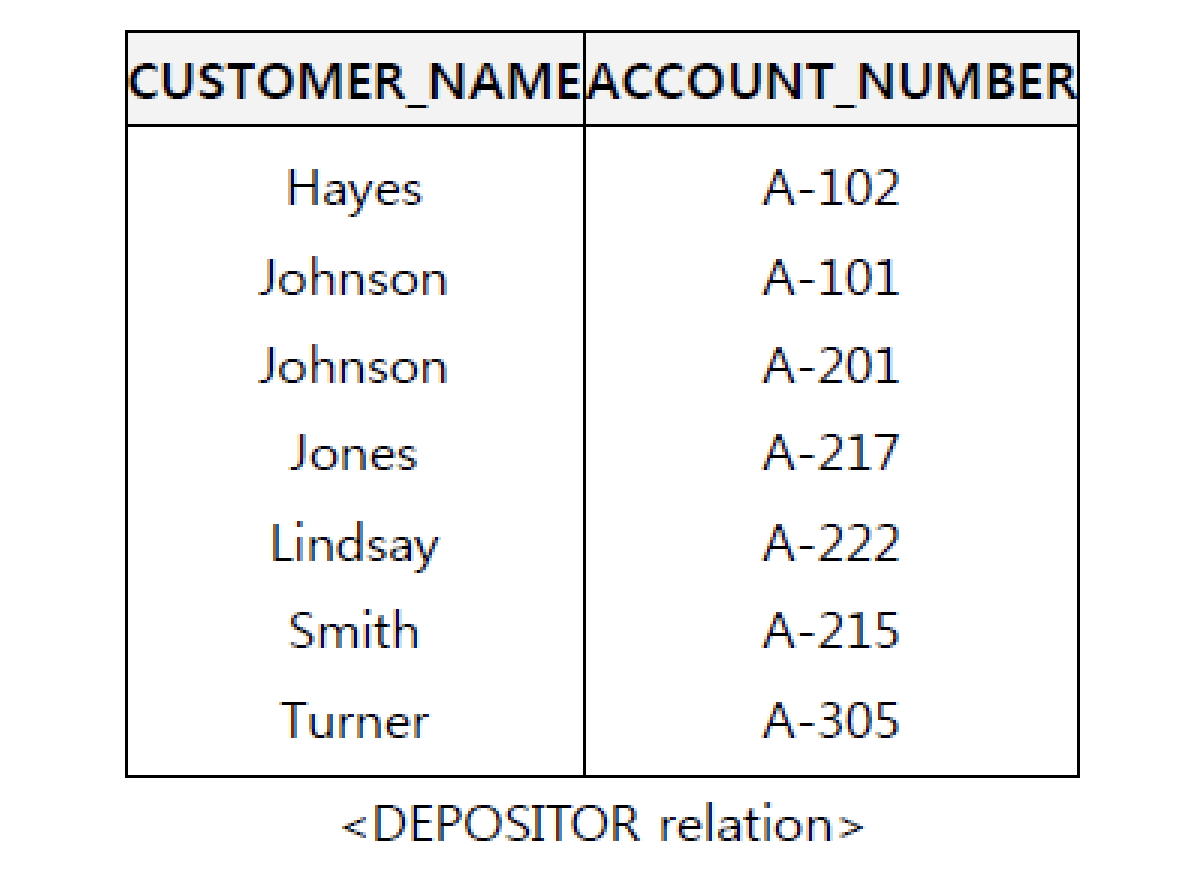 CUSTOMER_NAME ACCOUNT_NUMBER
Hayes A-102
Johnson A-101
Johnson A-201
Jones A-217
Lindsay A-222
Smith A-215
Turner A-305
<DEPOSITOR relation>